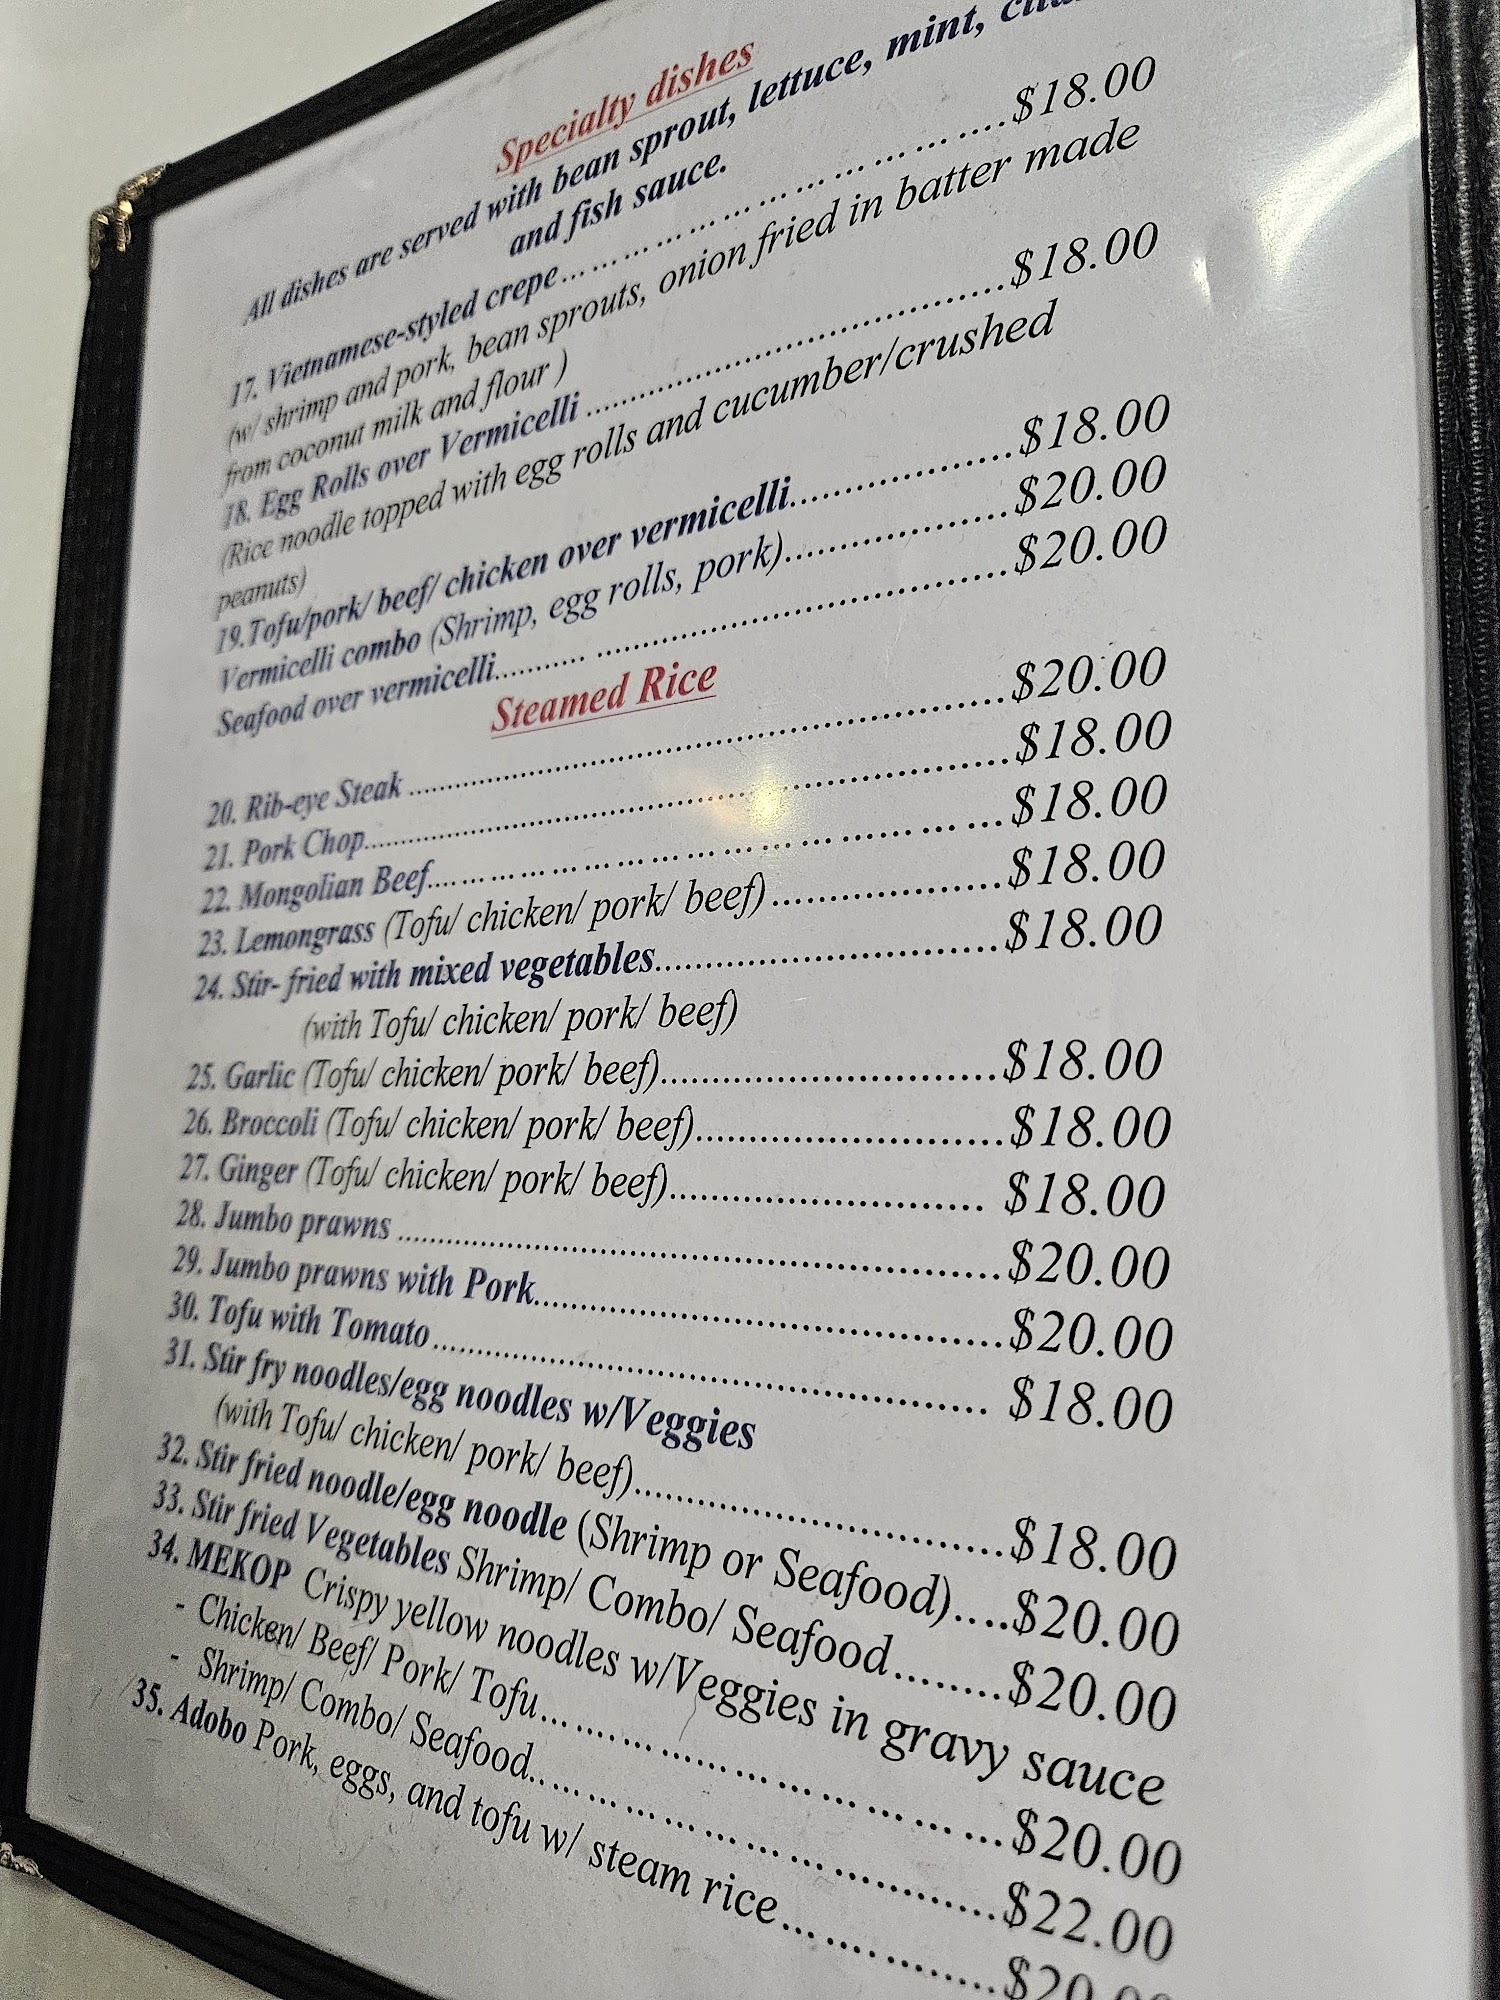 Specialty dishes
All dishes are served with bean sprout, lettuce, mint,
and fish sauce.
17. Vietnamese-styled crepe……………………………….$18.00
(w/ shrimp and pork, bean sprouts, onion fried in batter made
from coconut milk and flour )
18. Egg Rolls over Vermicelli ..........................................$18.00
(Rice noodle topped with egg rolls and cucumber/crushed
peanuts)
19.Tofu/pork/ beef/ chicken over vermicelli......................$18.00
Vermicelli combo (Shrimp, egg rolls, pork)......................$20.00
Seafood over vermicelli........... ........................................$20.00
Steamed Rice
20. Rib-eye Steak ............................................................$20.00
21. Pork Chop.................................................................$18.00
22. Mongolian Beef.…………………………………………$18.00
23. Lemongrass (Tofu/ chicken/ pork/ beef)......................$18.00
24. Stir- fried with mixed vegetables.................................$18.00
(with Tofu/ chicken/ pork/ beef)
25. Garlic (Tofu/ chicken/ pork/ beef)................................$18.00
26. Broccoli (Tofu/ chicken/ pork/ beef).............................$18.00
27. Ginger (Tofu/ chicken/ pork/ beef).............................. $18.00
28. Jumbo prawns ............................................................$20.00
29. Jumbo prawns with Pork.............................................$20.00
30. Tofu with Tomato ...................................................... $18.00
31. Stir fry noodles/egg noodles w/Veggies
(with Tofu/ chicken/ pork/ beef)...................................$18.00
32. Stir fried noodle/egg noodle (Shrimp or Seafood)....$20.00
33. Stir fried Vegetables Shrimp/ Combo/ Seafood........$20.00
34. MEKOP Crispy yellow noodles w/Veggies in gravy sauce
- Chicken/ Beef/ Pork/ Tofu………………………………$20.00
- Shrimp/ Combo/ Seafood………………………………$22.00
35. Adobo Pork, eggs, and tofu w/ steam rice…………….$20.00